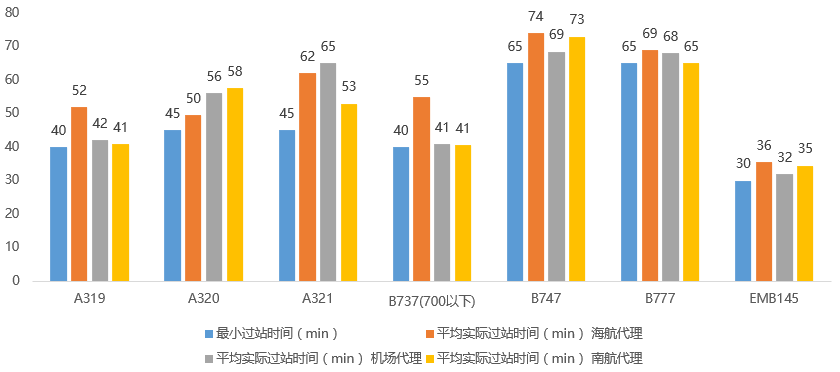 80
70
60
50
40
30
20
10
0
40 52 42 41
45 50 56 58
45 62 65 53
40 55 41 41
65 74 69 73
65 69 68 65
30 36 32 35
A319 A320 A321 B737(700以下) B747 B777 EMB145
最小过站时间（min） 平均实际过站时间（min） 海航代理
平均实际过站时间（min） 机场代理 平均实际过站时间（min） 南航代理